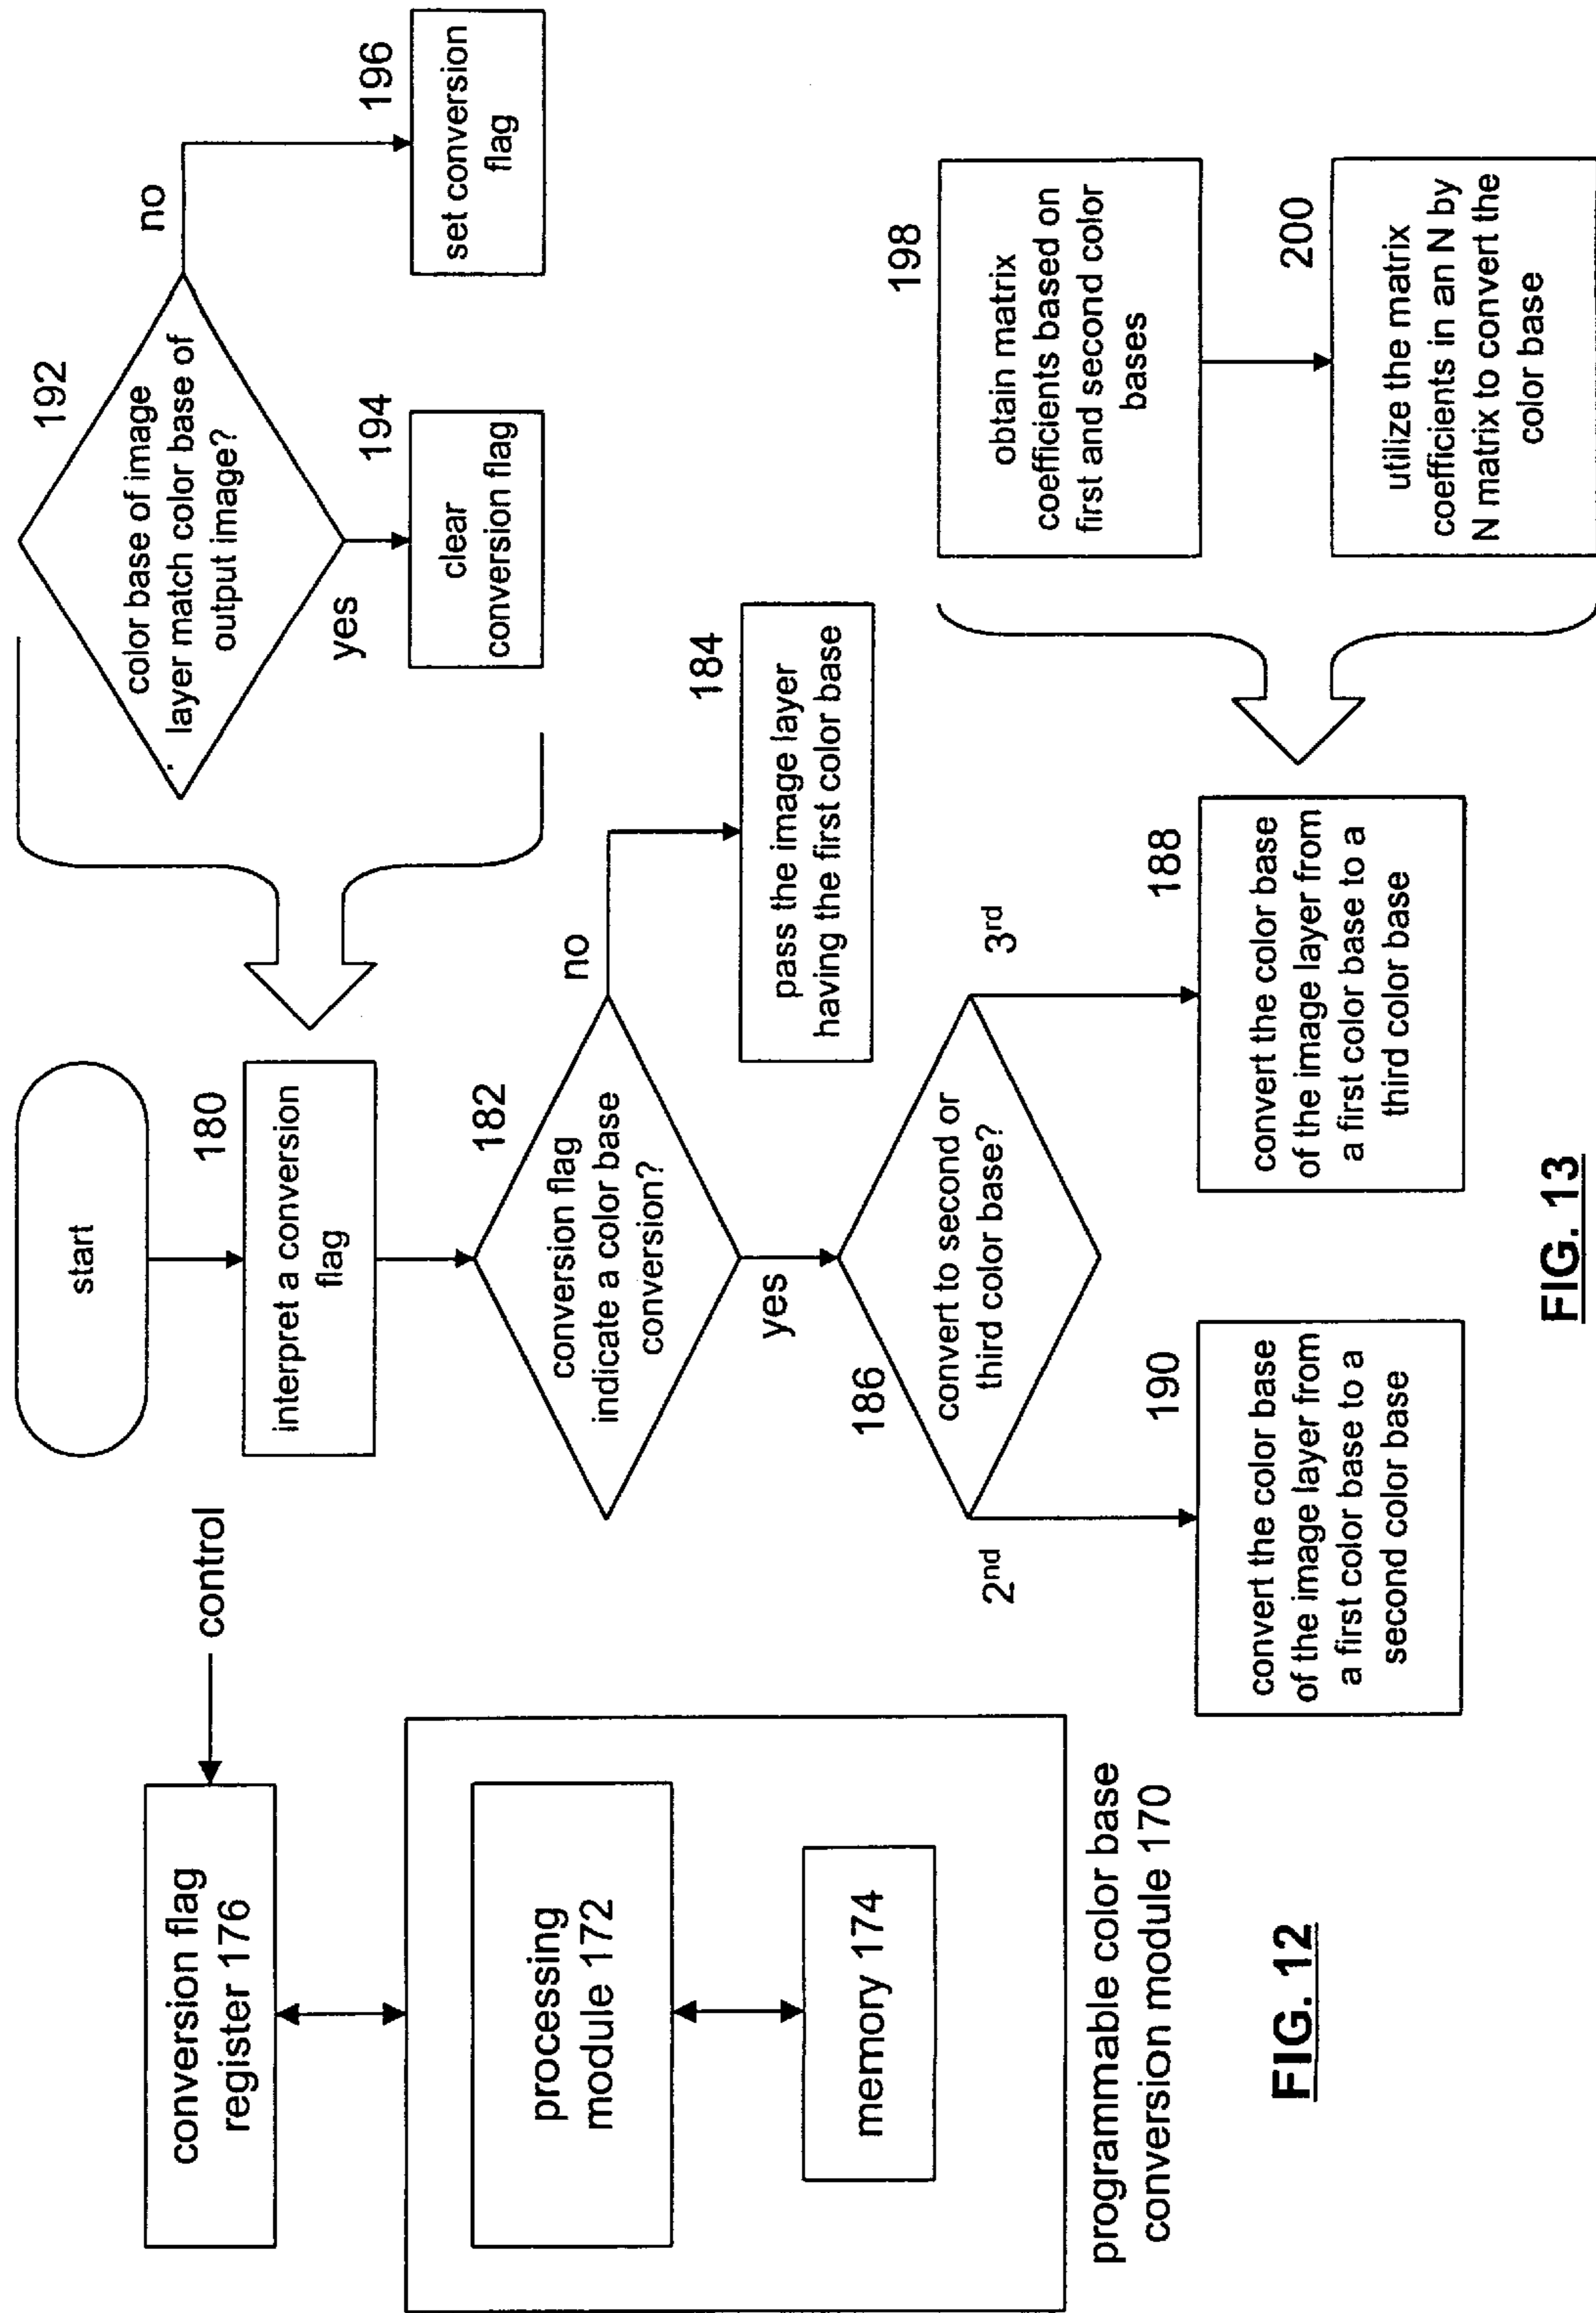 control
conversion flag
register 176
processing
module 172
memory 174
programmable color base
conversion module 170
FIG. 12
start
180
interpret a conversion
flag
182
conversion flag
indicate a color base
conversion?
no
184
pass the image layer
having the first color base
yes
186
convert to second or
third color base?
2nd
190
convert the color base
of the image layer from
a first color base to a
second color base
3rd
188
convert the color base
of the image layer from
a first color base to a
third color base
192
color base of image
layer match color base of
output image?
no
196
set conversion
flag
yes
194
clear
conversion flag
198
obtain matrix
coefficients based on
first and second color
bases
200
utilize the matrix
coefficients in an N by
N matrix to convert the
color base
FIG. 13